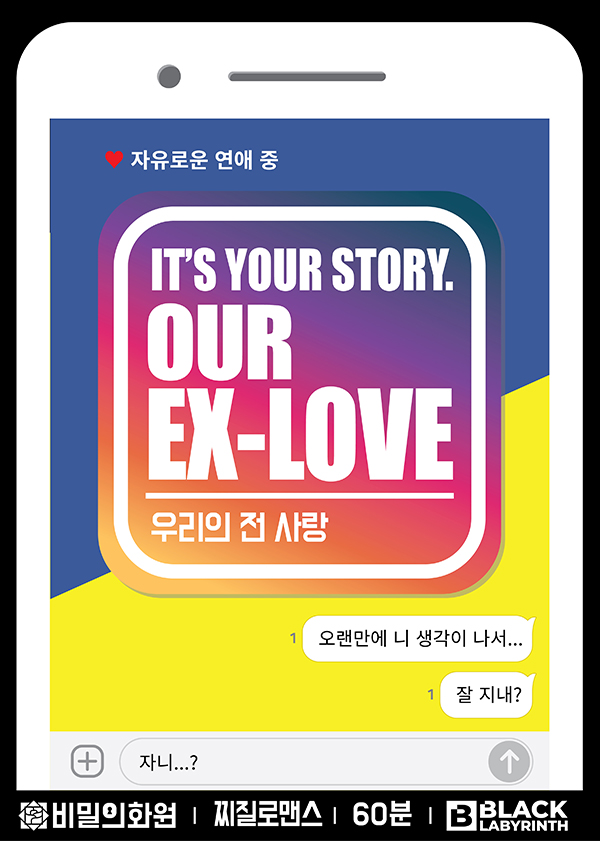 자유로운 연애 중
IT'S YOUR STORY.
OUR
EX-LOVE
우리의 전 사랑
1 오랜만에 니 생각이 나서...
1 잘 지내?
자니...?
비밀의화원 | 찌질로맨스 | 60분 | B BLACK
LABYRINTH